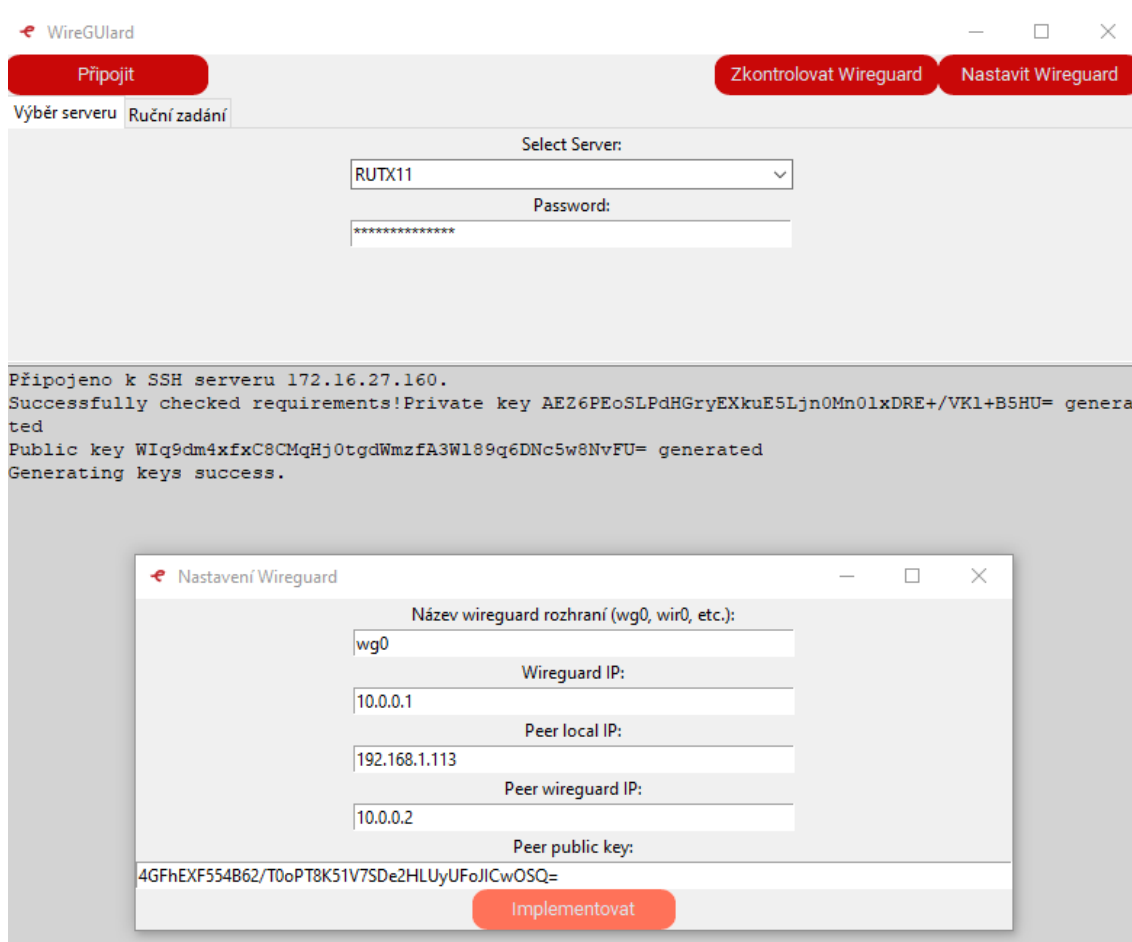 WireGUIard
Připojit
Zkontrolovat Wireguard
Nastavit Wireguard
Výběr serveru
Ruční zadání
Select Server:
RUTX11
Password:
**************
Připojeno k SSH serveru 172.16.27.160.
Successfully checked requirements!Private key AEZ6PEoSLPdHGryEXkuE5Ljn0Mn0lxDRE+/VKl+B5HU= genera
ted
Public key WIq9dm4xfxC8CMqHj0tgdWmzfA3Wl89q6DNc5w8NvFU= generated
Generating keys success.
Nastavení Wireguard
Název wireguard rozhraní (wg0, wir0, etc.):
wg0
Wireguard IP:
10.0.0.1
Peer local IP:
192.168.1.113
Peer wireguard IP:
10.0.0.2
Peer public key:
4GFhEXF554B62/T0oPT8K51V7SDe2HLUyUFoJICwOSQ=
Implementovat